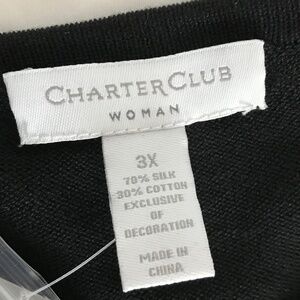 CHARTER CLUB
WOMAN
3X
70% SILK
30% COTTON
EXCLUSIVE
OF
DECORATION
MADE IN
CHINA